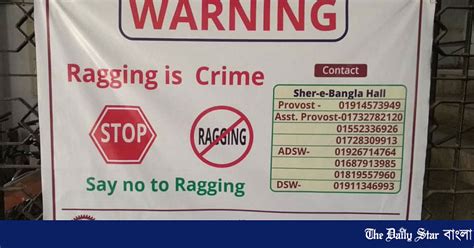 WARNING
Ragging is Crime
Contact
Sher-e-Bangla Hall
Provost - 01914573949
Asst. Provost-01732782120
01552336926
01728309913
ADSW- 01926714764
01687913985
01819557960
DSW- 01911346993
STOP
RAGGING
Say no to Ragging
The Daily Star বাংলা